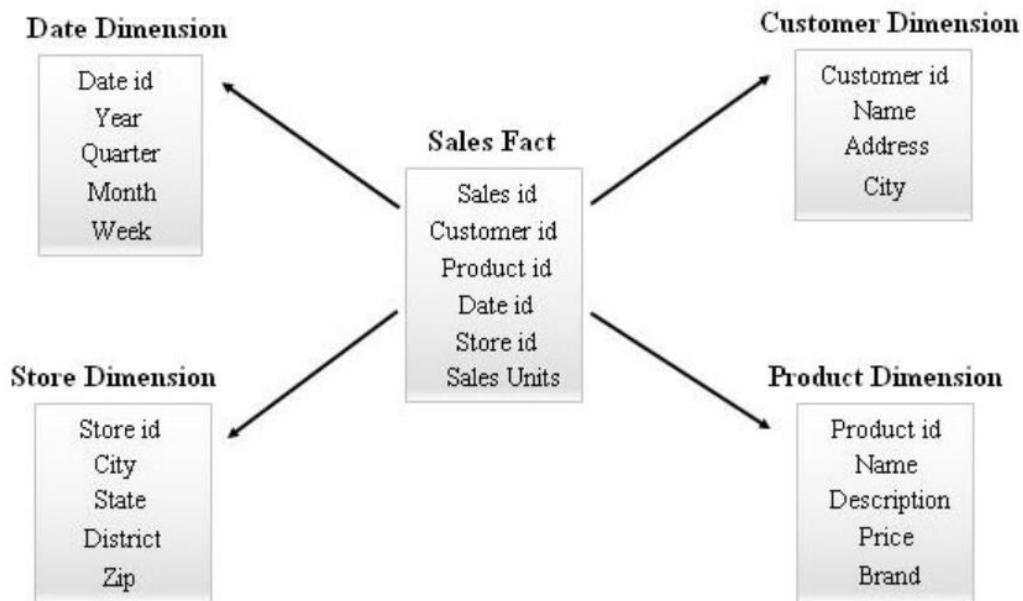 Date Dimension
Date id
Year
Quarter
Month
Week
Customer Dimension
Customer id
Name
Address
City
Sales Fact
Sales id
Customer id
Product id
Date id
Store id
Sales Units
Store Dimension
Store id
City
State
District
Zip
Product Dimension
Product id
Name
Description
Price
Brand